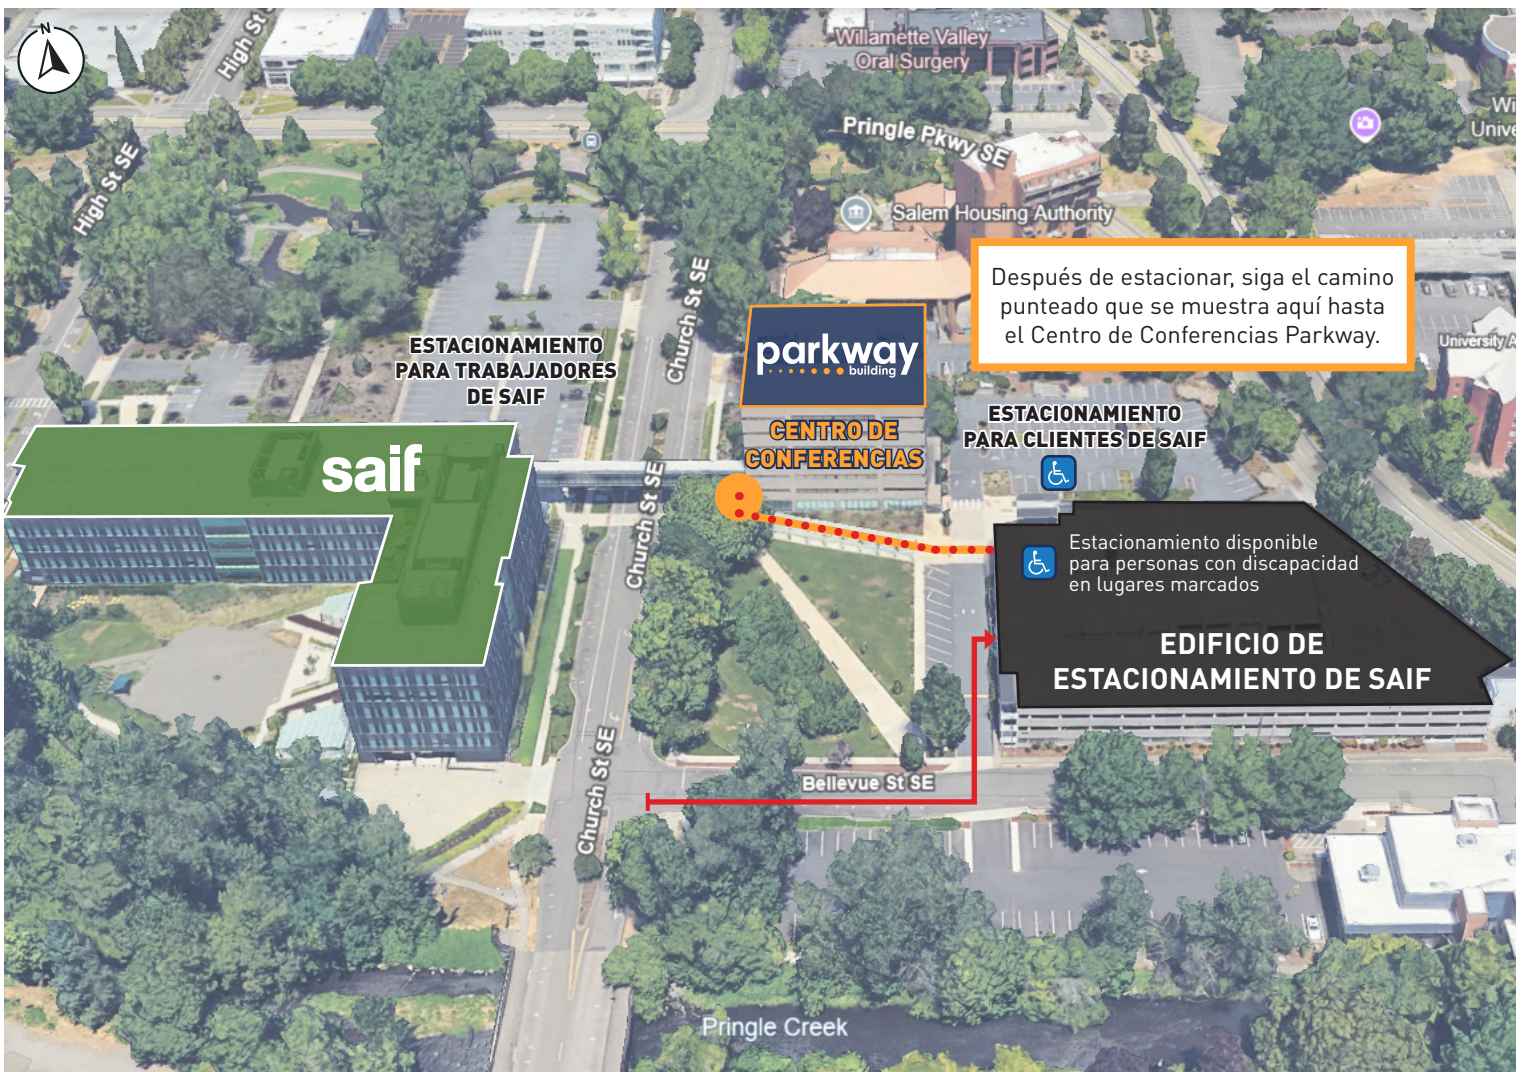 N
High St S
Willamette Valley
Oral Surgery
Wi
Unive
Pringle Pkwy SE
High St SE
Salem Housing Authority
Church St SE
Después de estacionar, siga el camino
punteado que se muestra aquí hasta
el Centro de Conferencias Parkway.
University A
parkway
building
ESTACIONAMIENTO
PARA TRABAJADORES
DE SAIF
CENTRO DE
CONFERENCIAS
ESTACIONAMIENTO
PARA CLIENTES DE SAIF
saif
Church St SE
Estacionamiento disponible
para personas con discapacidad
en lugares marcados
EDIFICIO DE
ESTACIONAMIENTO DE SAIF
Church St SE
Bellevue St SE
Pringle Creek